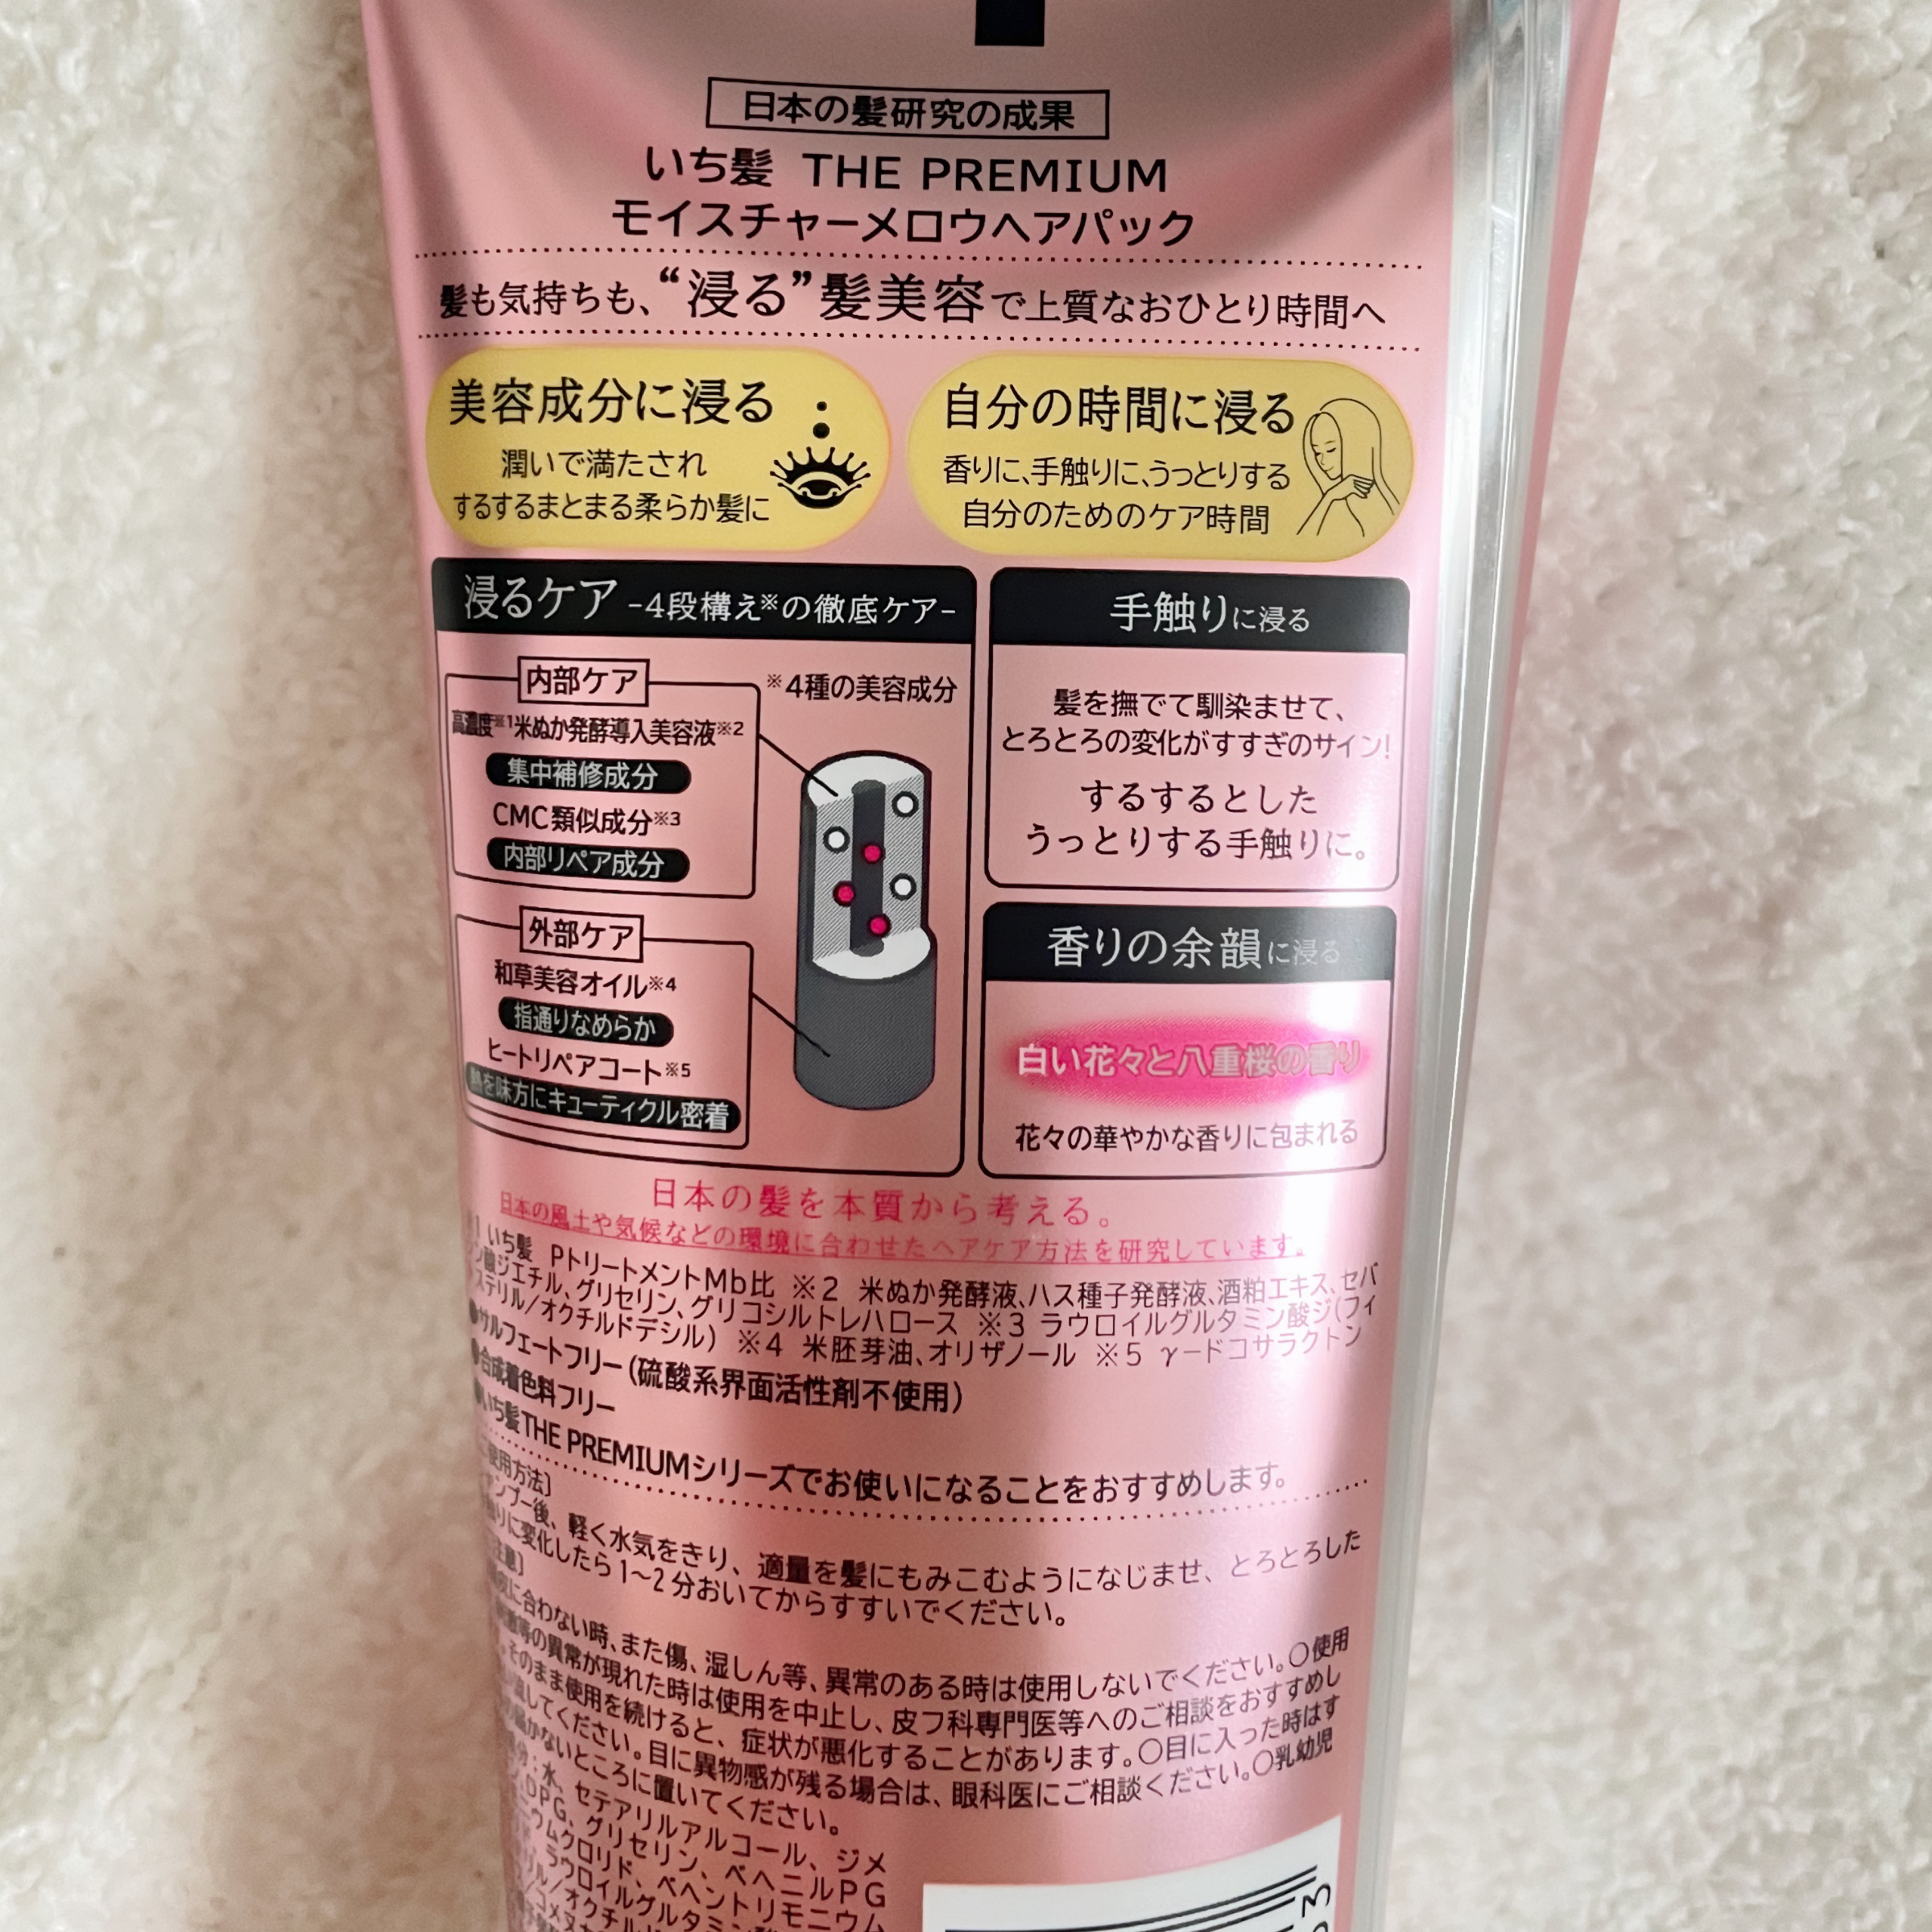 日本の髪研究の成果
いち髪 THE PREMIUM
モイスチャーメロウヘアパック
髪も気持ちも、“浸る”髪美容で上質なおひとり時間へ
美容成分に浸る
潤いで満たされ
するするまとまる柔らか髪に
自分の時間に浸る
香りに、手触りに、うっとりする
自分のためのケア時間
浸るケア -4段構え※の徹底ケア-
※4種の美容成分
内部ケア
高濃度※1米ぬか発酵導入美容液※2
集中補修成分
CMC類似成分※3
内部リペア成分
外部ケア
和草美容オイル※4
指通りなめらか
ヒートリペアコート※5
熱を味方にキューティクル密着
手触りに浸る
髪を撫でて馴染ませて、
とろとろの変化がすすぎのサイン!
するするとした
うっとりする手触りに。
香りの余韻に浸る
白い花々と八重桜の香り
花々の華やかな香りに包まれる
日本の髪を本質から考える。
日本の風土や気候などの環境に合わせたヘアケア方法を研究しています。
いち髪 PトリートメントMb比 ※2 米ぬか発酵液、ハス種子発酵液、酒粕エキス、セバ
シン酸ジエチル、グリセリン、グリコシルトレハロース ※3 ラウロイルグルタミン酸ジ(フィ
ステリル/オクチルドデシル) ※4 米胚芽油、オリザノール ※5 γ-ドコサラクトン
●サルフェートフリー(硫酸系界面活性剤不使用)
●合成着色料フリー
●いち髪THE PREMIUMシリーズでお使いになることをおすすめします。
使用方法]
シャンプー後、軽く水気をきり、適量を髪にもみこむようになじませ、とろとろした
触りに変化したら1〜2分おいてからすすいでください。
注意]
に合わない時、また傷、湿しん等、異常のある時は使用しないでください。○使用
刺激等の異常が現れた時は使用を中止し、皮フ科専門医等へのご相談をおすすめし
。そのまま使用を続けると、症状が悪化することがあります。○目に入った時はす
流してください。目に異物感が残る場合は、眼科医にご相談ください。○乳幼児
届かないところに置いてください。
成分:水、セテアリルアルコール、ジメ
DPG、グリセリン、ベヘニルPG
ニウムクロリド、ベヘントリモニウム
ラウロイルグルタミン酸
/オクチルド
/コメヌカ